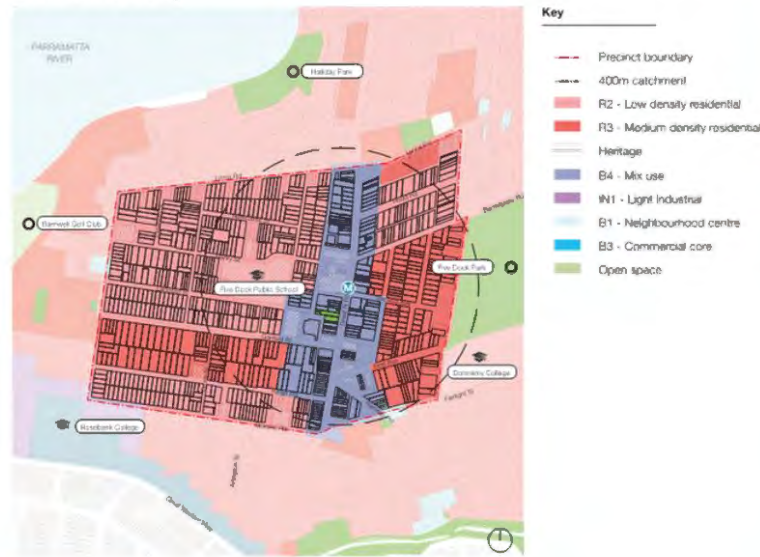 Key
Precinct boundary
400m catchment
R2 - Low density residential
R3 - Medium density residential
Heritage
B4 - Mix use
IN1 - Light Industrial
B1 - Neighbourhood centre
B3 - Commercial core
Open space
PARRAMATTA
RIVER
Halliday Park
Barnwell Golf Club
Five Dock Public School
M
Five Dock Park
Domremy College
Rosebank College